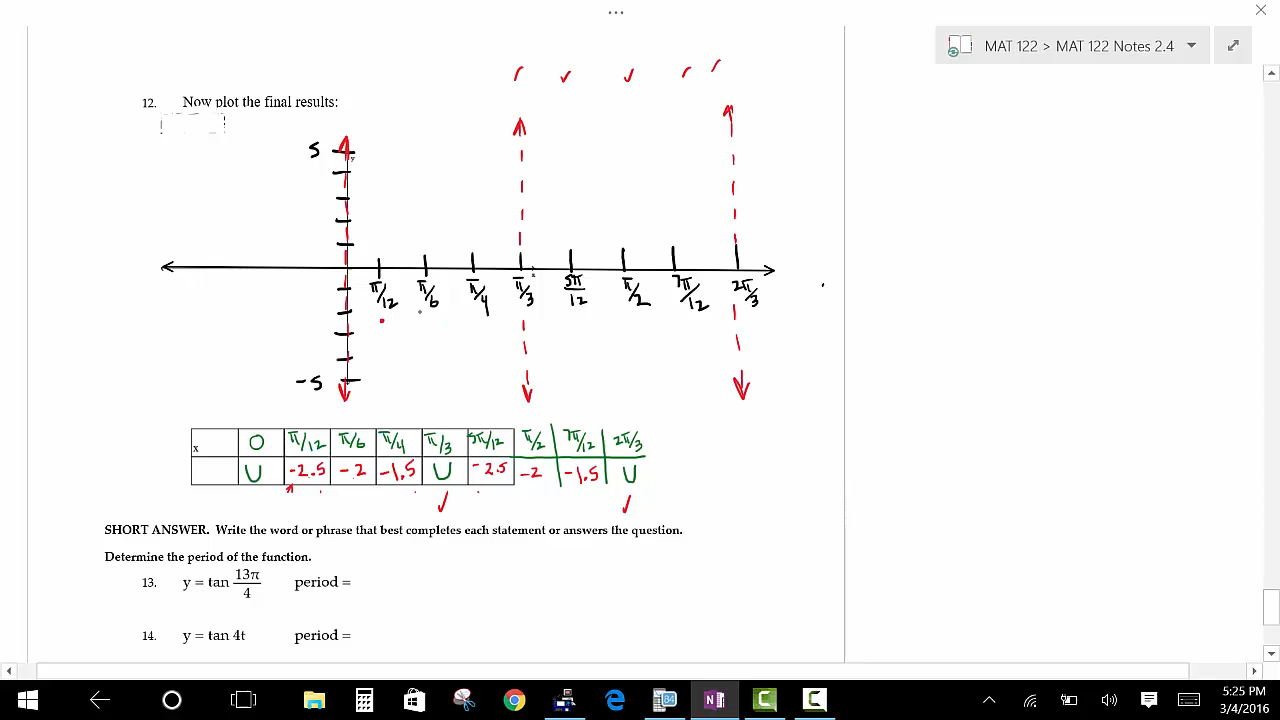 MAT 122 > MAT 122 Notes 2.4
12. Now plot the final results:
5
y
x
π/12 π/6 π/4 π/3 5π/12 π/2 7π/12 2π/3
-5
x 0 π/12 π/6 π/4 π/3 5π/12 π/2 7π/12 2π/3
U -2.5 -2 -1.5 U -2.5 -2 -1.5 U
SHORT ANSWER. Write the word or phrase that best completes each statement or answers the question.
Determine the period of the function.
13. y = tan 13π/4 period =
14. y = tan 4t period =
5:25 PM
3/4/2016